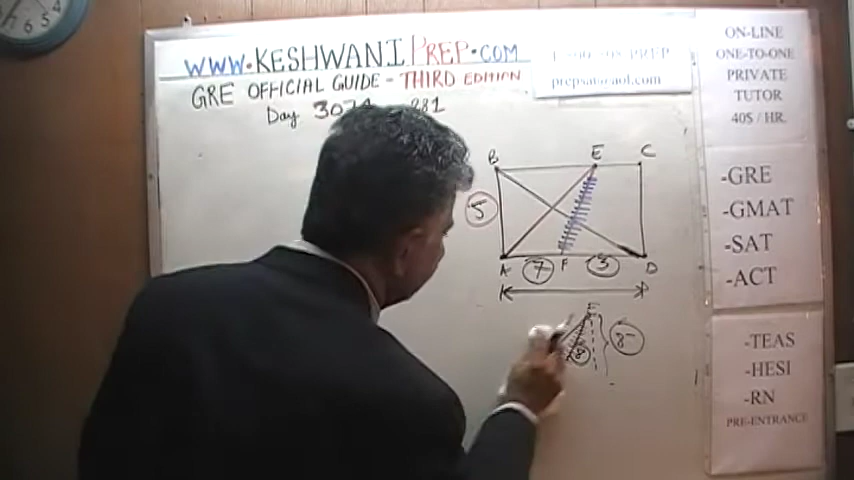 WWW.KESHWANIPREP.COM
GRE OFFICIAL GUIDE - THIRD EDITION
Day
281
prepsat@aol.com
B E C
5
A 7 F 3 D
E
8
ON-LINE
ONE-TO-ONE
PRIVATE
TUTOR
40$ / HR.
-GRE
-GMAT
-SAT
-ACT
-TEAS
-HESI
-RN
PRE-ENTRANCE